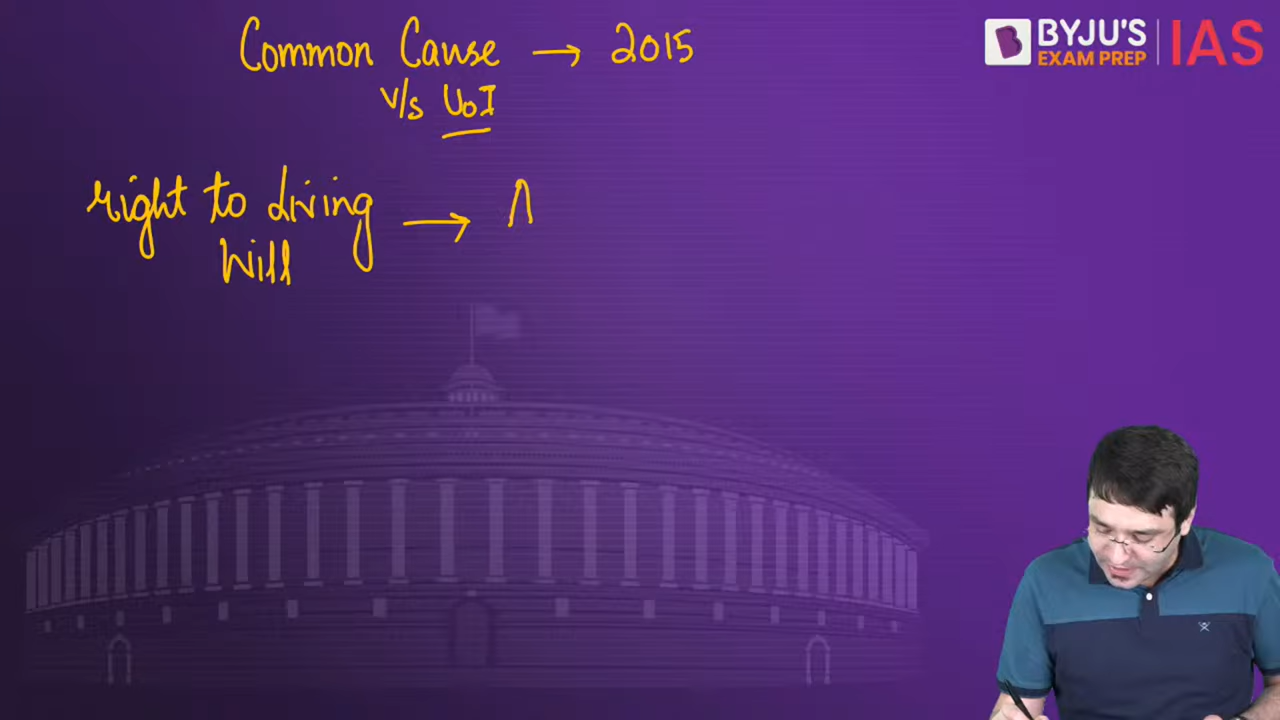 Common Cause → 2015
v/s UoI
right to living →
Will
BYJU'S
EXAM PREP
IAS